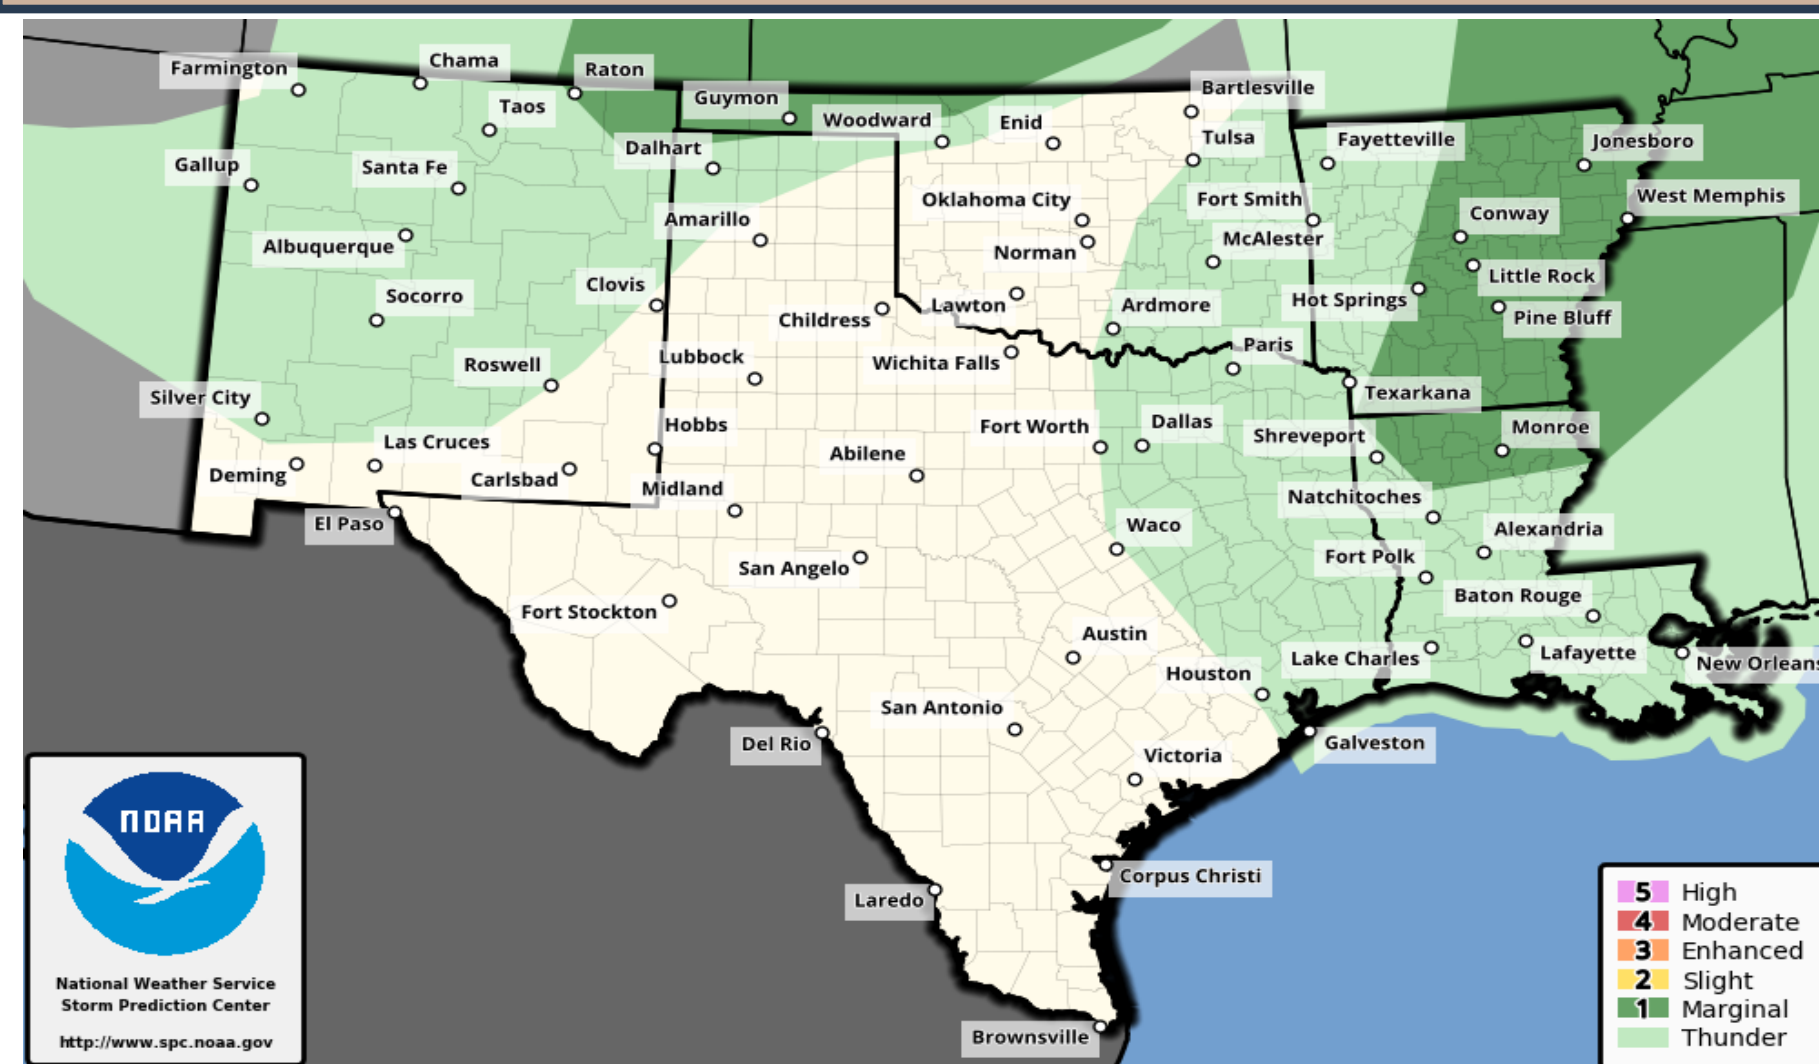 Farmington
Chama
Raton
Guymon
Bartlesville
Taos
Woodward
Enid
Tulsa
Fayetteville
Jonesboro
Gallup
Santa Fe
Dalhart
Oklahoma City
Fort Smith
West Memphis
Albuquerque
Amarillo
Norman
McAlester
Conway
Socorro
Clovis
Childress
Lawton
Ardmore
Hot Springs
Little Rock
Pine Bluff
Roswell
Lubbock
Wichita Falls
Paris
Texarkana
Silver City
Las Cruces
Hobbs
Fort Worth
Dallas
Shreveport
Monroe
Deming
Carlsbad
Midland
Abilene
Natchitoches
El Paso
San Angelo
Waco
Alexandria
Fort Polk
Fort Stockton
Austin
Baton Rouge
Houston
Lake Charles
Lafayette
New Orleans
Del Rio
San Antonio
Victoria
Galveston
Laredo
Corpus Christi
Brownsville
NOAA
National Weather Service
Storm Prediction Center
http://www.spc.noaa.gov
5 High
4 Moderate
3 Enhanced
2 Slight
1 Marginal
Thunder